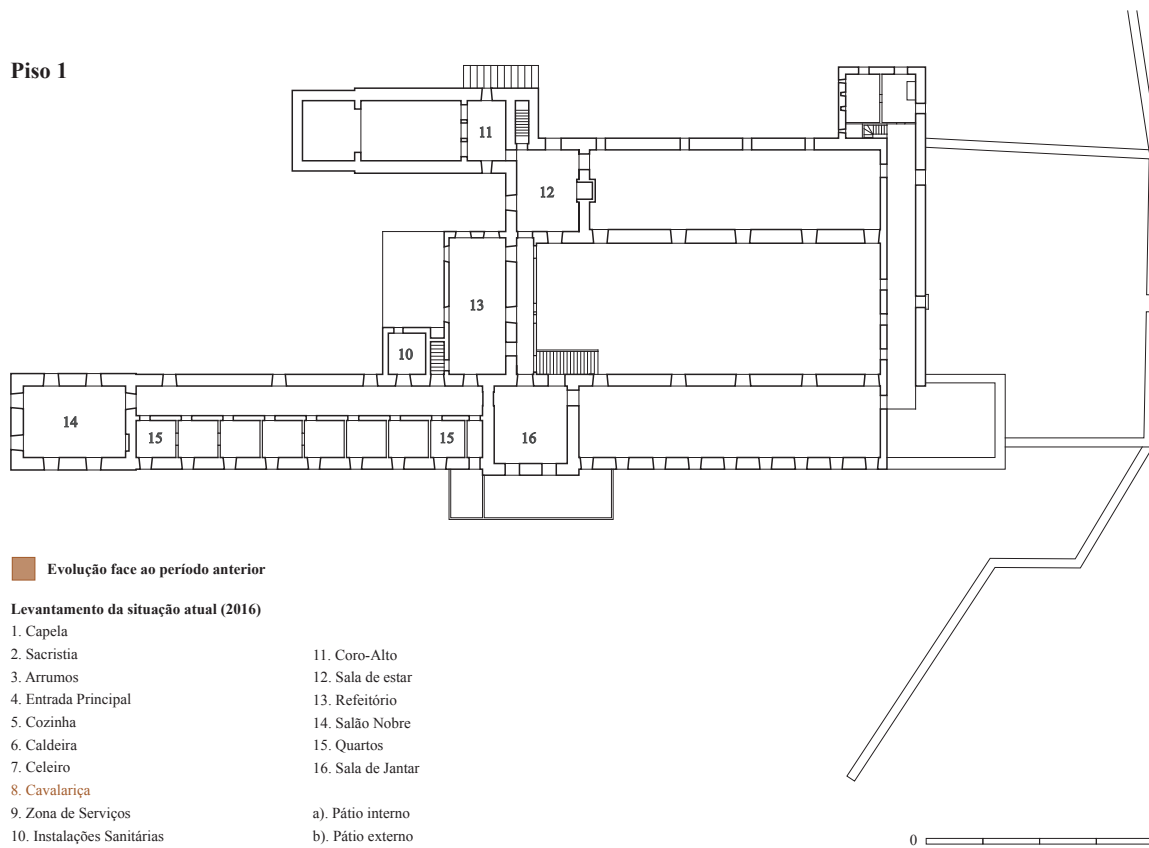 Piso 1
11
12
13
10
14
15
15
16
Evolução face ao período anterior
Levantamento da situação atual (2016)
1. Capela
2. Sacristia
3. Arrumos
4. Entrada Principal
5. Cozinha
6. Caldeira
7. Celeiro
8. Cavalariça
9. Zona de Serviços
10. Instalações Sanitárias
11. Coro-Alto
12. Sala de estar
13. Refeitório
14. Salão Nobre
15. Quartos
16. Sala de Jantar
a). Pátio interno
b). Pátio externo
0